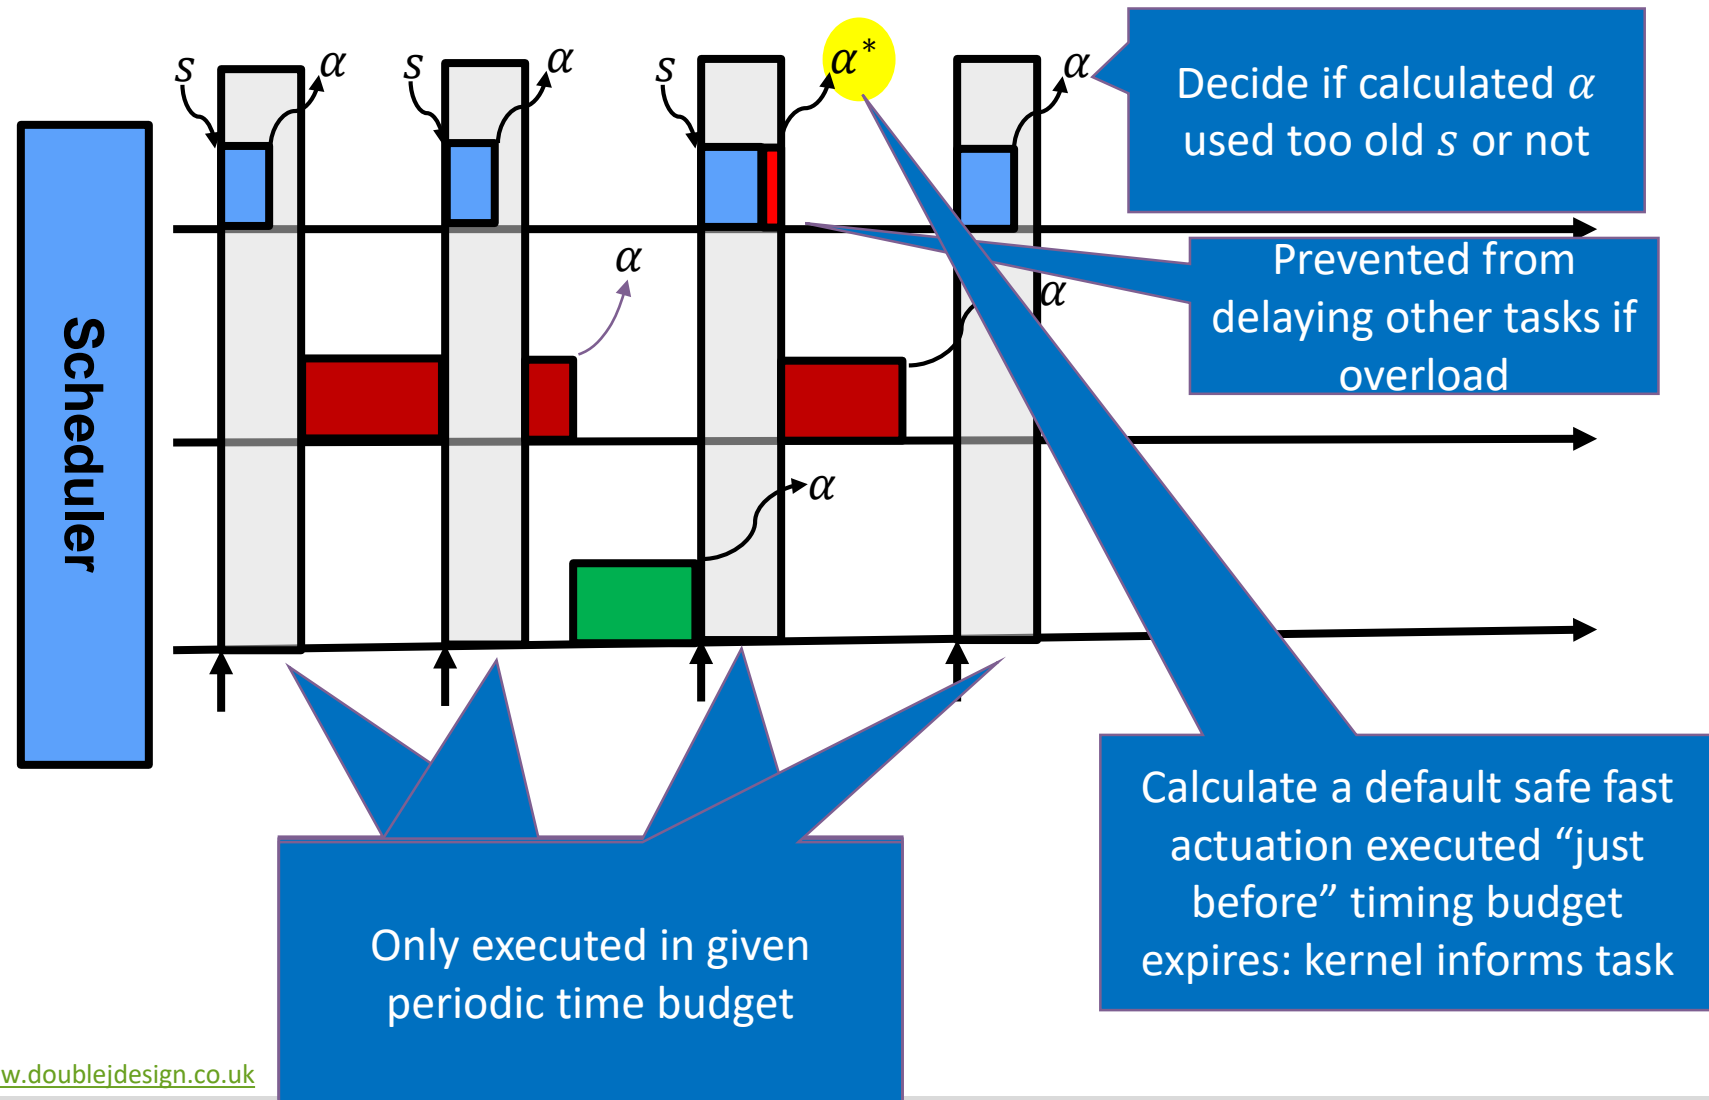 s
α
s
α
s
α*
α
Decide if calculated α
used too old s or not
Scheduler
α
α
Prevented from
delaying other tasks if
overload
α
Calculate a default safe fast
actuation executed “just
before” timing budget
expires: kernel informs task
Only executed in given
periodic time budget
w.doublejdesign.co.uk